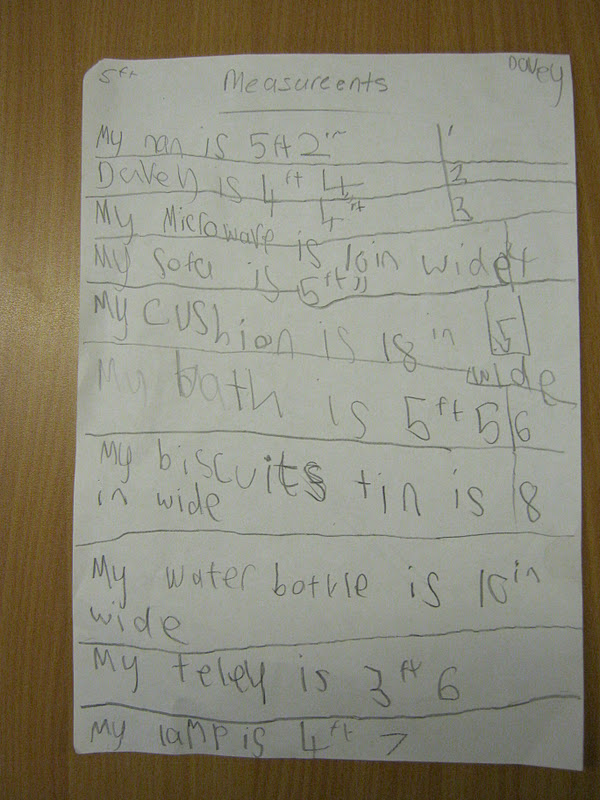 5ft Measureents Davey
My nan is 5ft 2in 1
Davey is 4ft 4 2
My Microwave is 4ft 3
My Sofa is 10in wide 4
5ft
My CUShion is 18 in 5
wide
My bath is 5ft 5 6
My biscuits tin is 8
in wide
My water bottle is 10in
wide
My teley is 3ft 6
My lamp is 4ft 7